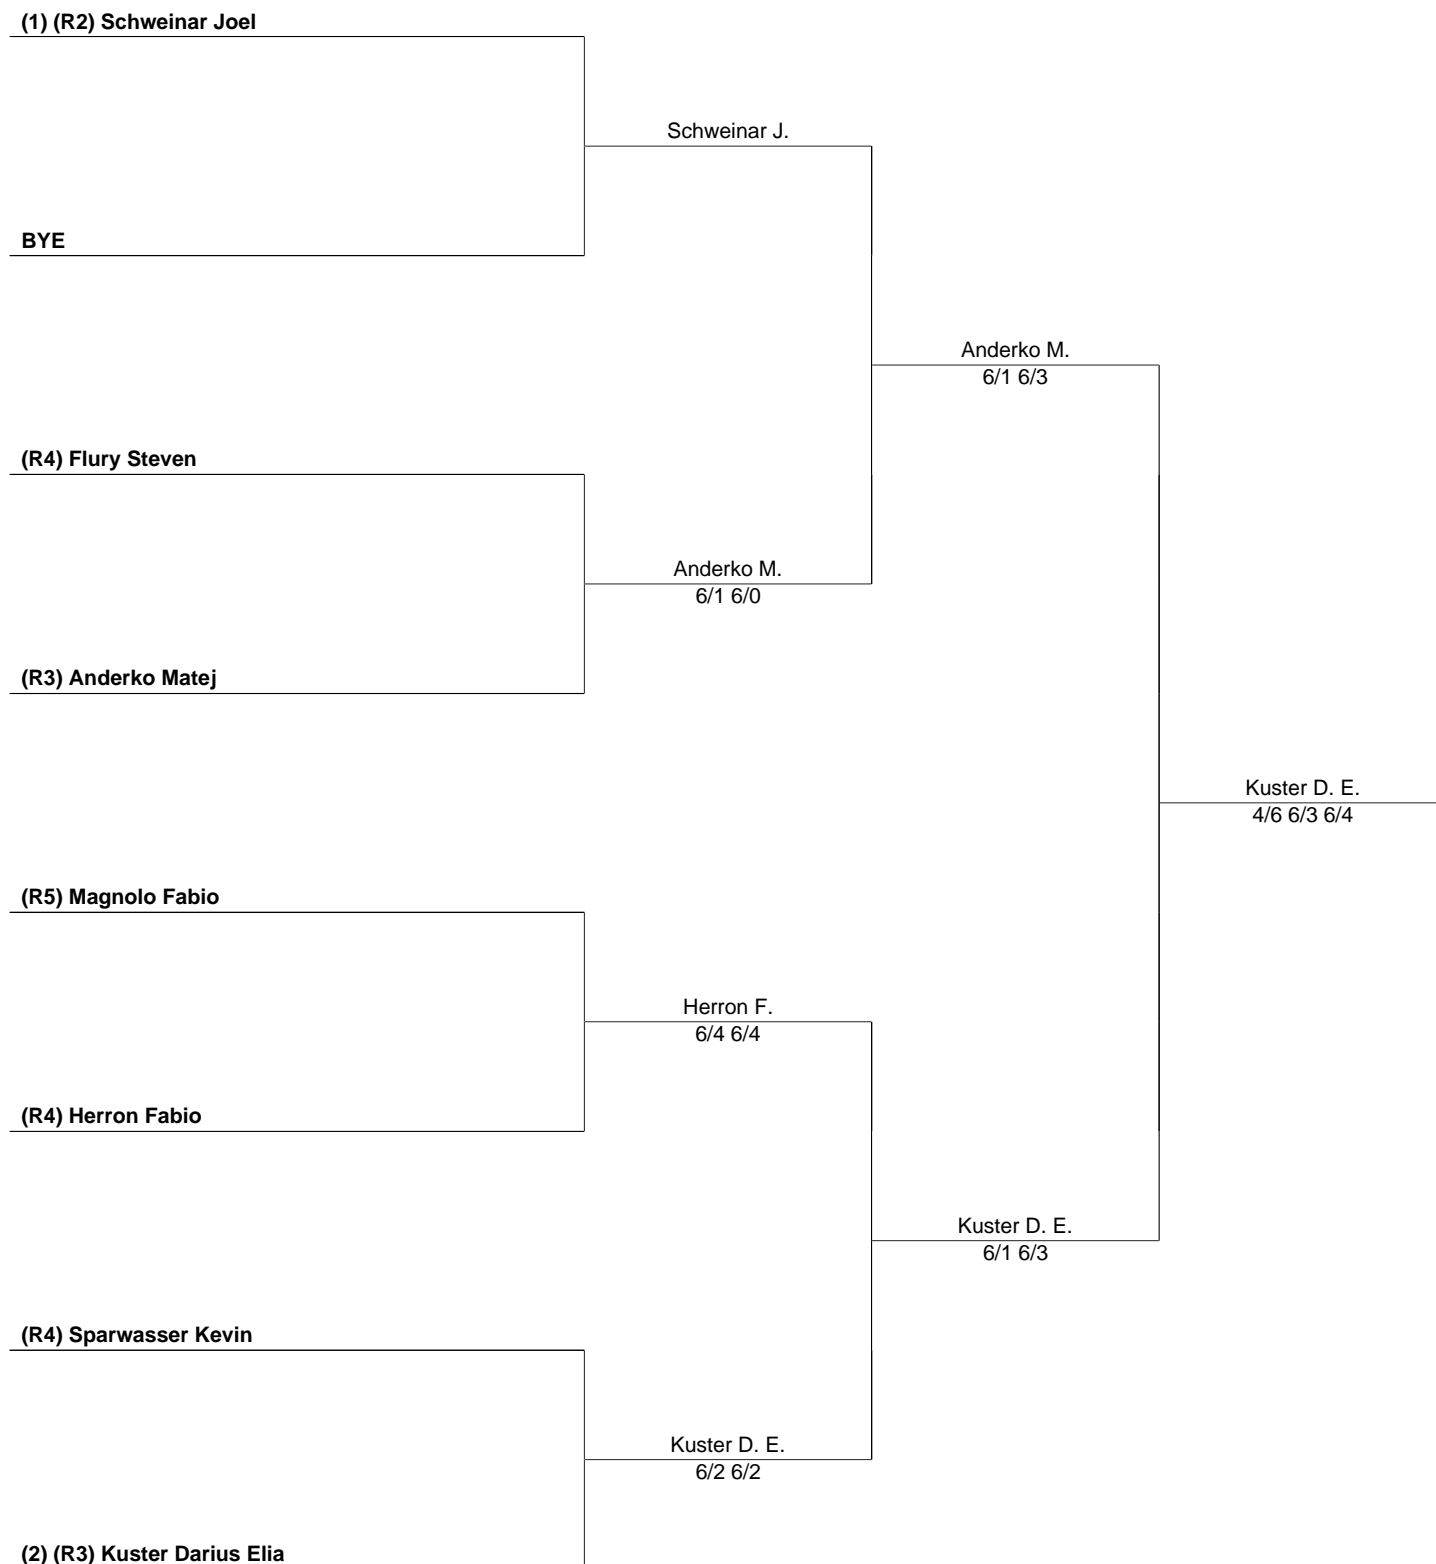 (1) (R2) Schweinar Joel
Schweinar J.
BYE
Anderko M.
6/1 6/3
(R4) Flury Steven
Anderko M.
6/1 6/0
(R3) Anderko Matej
Kuster D. E.
4/6 6/3 6/4
(R5) Magnolo Fabio
Herron F.
6/4 6/4
(R4) Herron Fabio
Kuster D. E.
6/1 6/3
(R4) Sparwasser Kevin
Kuster D. E.
6/2 6/2
(2) (R3) Kuster Darius Elia